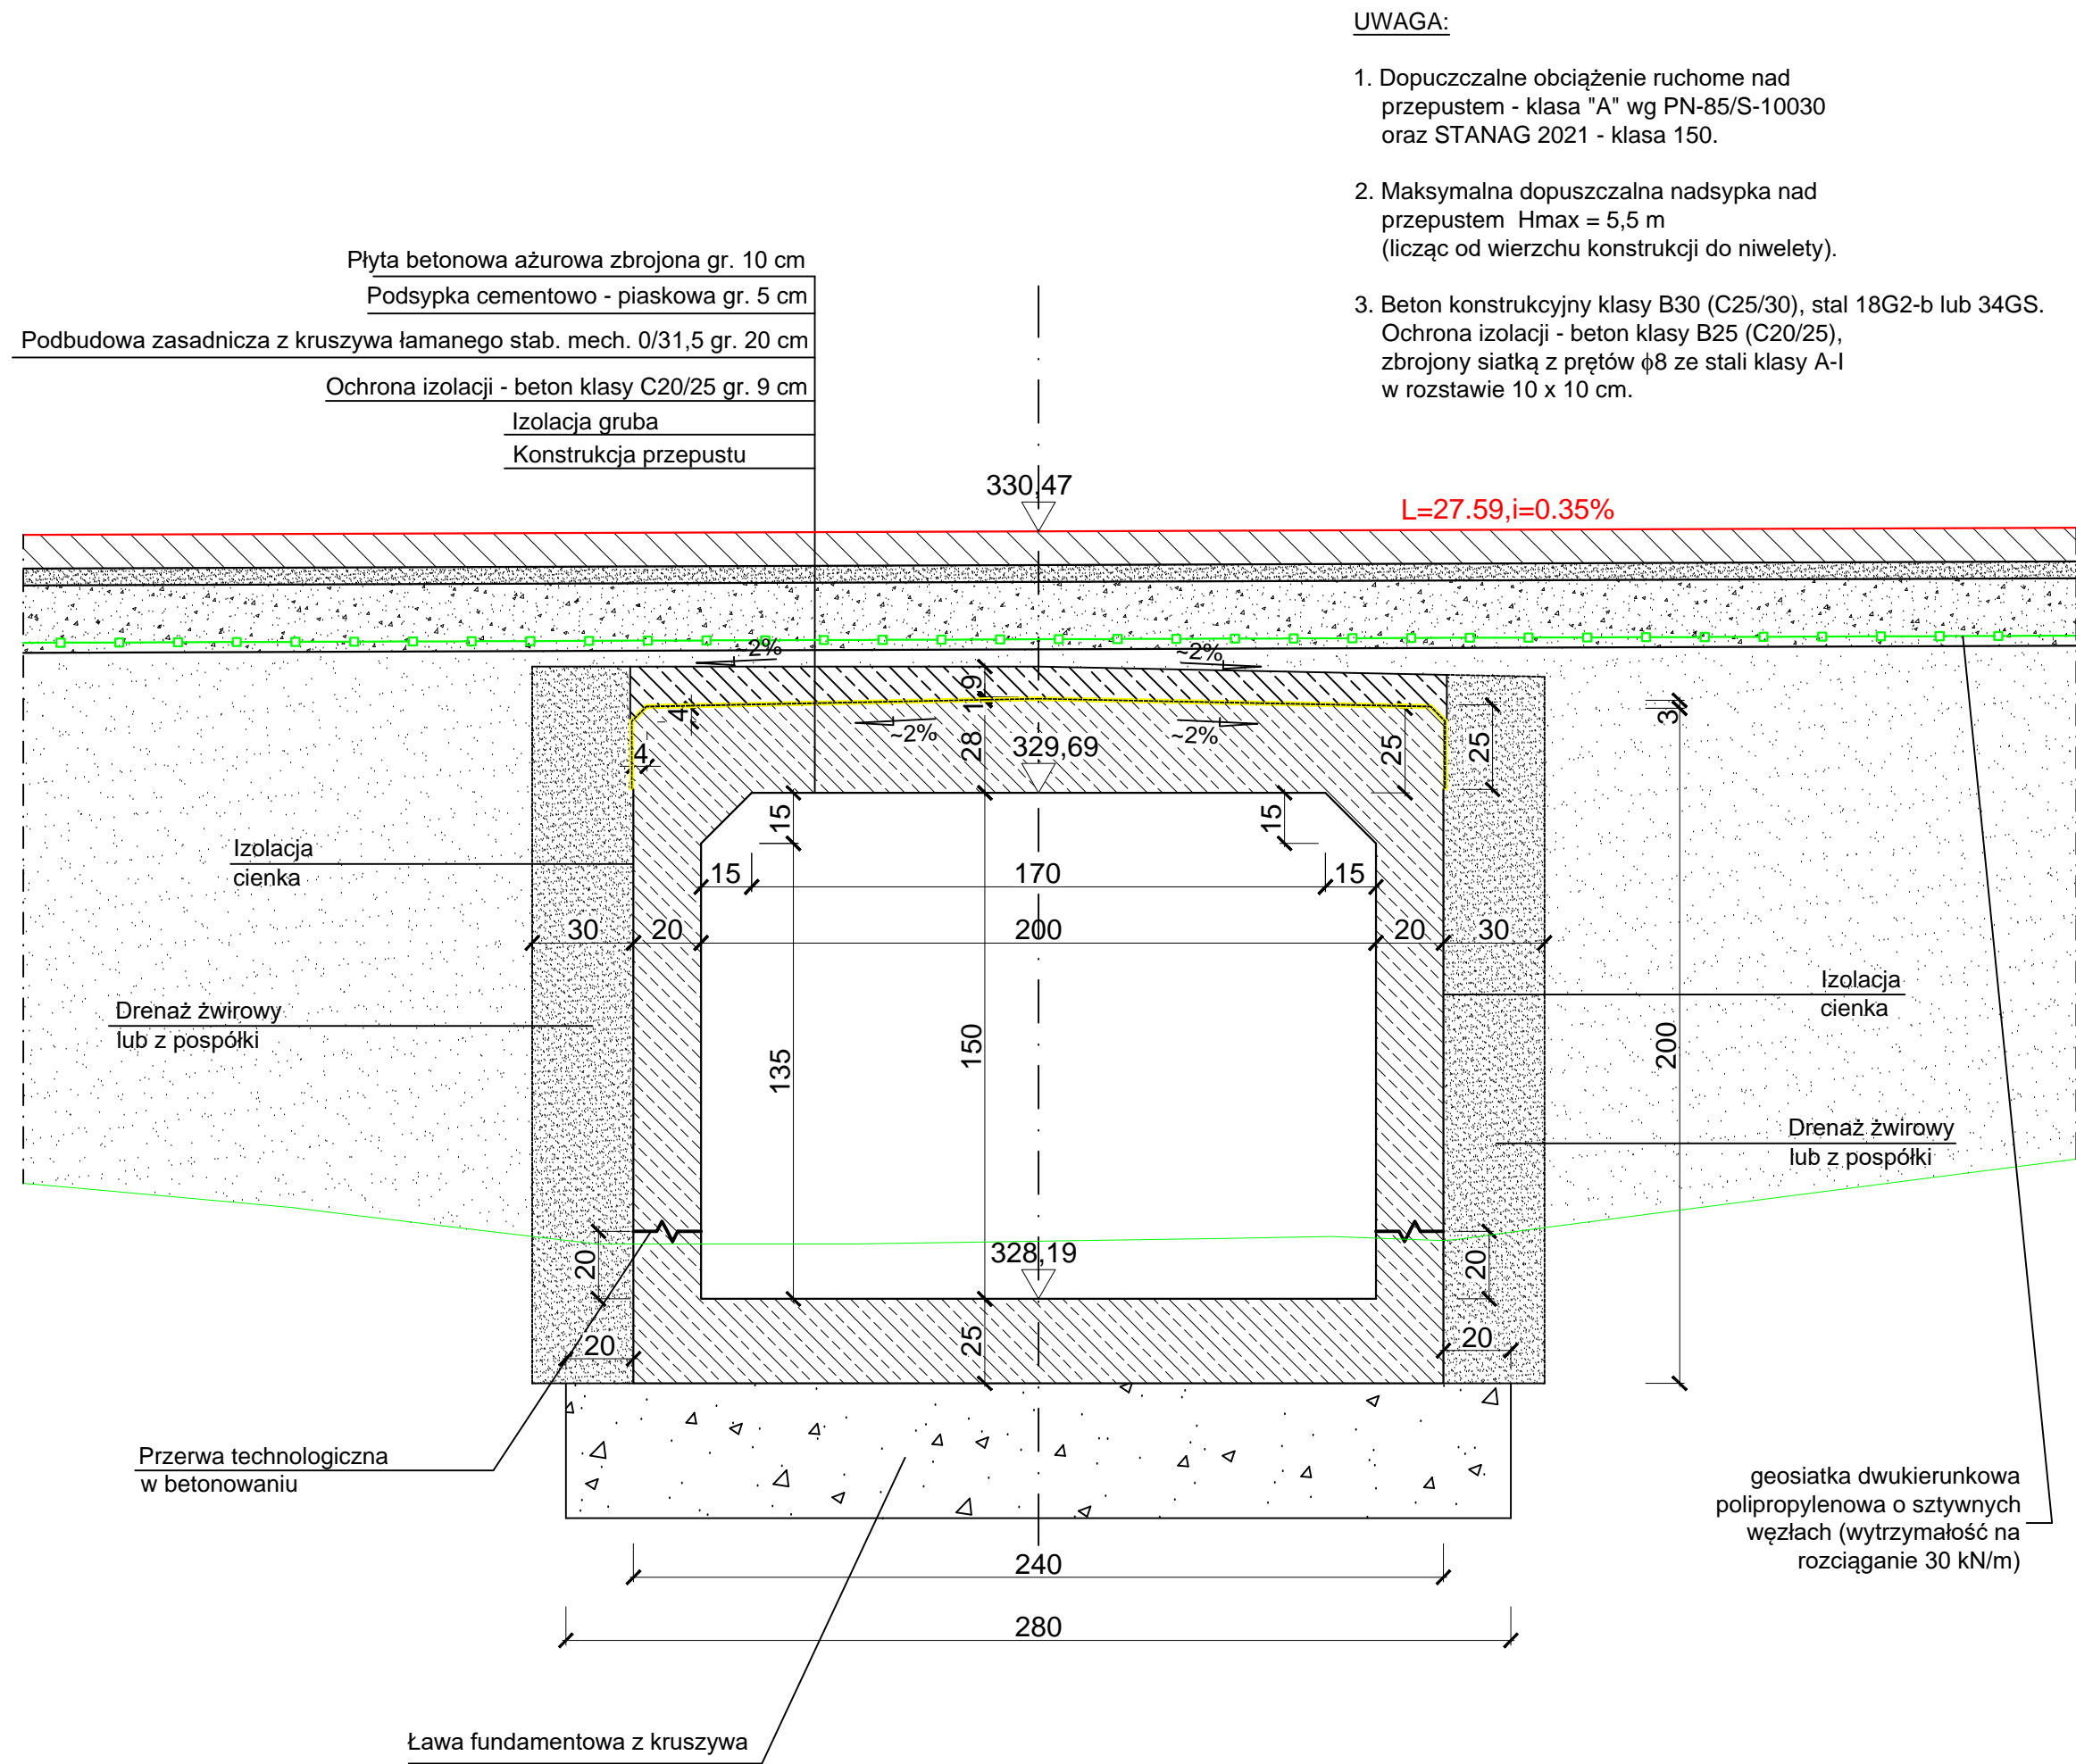 UWAGA:
1. Dopuczczalne obciążenie ruchome nad
przepustem - klasa "A" wg PN-85/S-10030
oraz STANAG 2021 - klasa 150.
2. Maksymalna dopuszczalna nadsypka nad
przepustem Hmax = 5,5 m
(licząc od wierzchu konstrukcji do niwelety).
3. Beton konstrukcyjny klasy B30 (C25/30), stal 18G2-b lub 34GS.
Ochrona izolacji - beton klasy B25 (C20/25),
zbrojony siatką z prętów ϕ8 ze stali klasy A-I
w rozstawie 10 x 10 cm.
Płyta betonowa ażurowa zbrojona gr. 10 cm
Podsypka cementowo - piaskowa gr. 5 cm
Podbudowa zasadnicza z kruszywa łamanego stab. mech. 0/31,5 gr. 20 cm
Ochrona izolacji - beton klasy C20/25 gr. 9 cm
Izolacja gruba
Konstrukcja przepustu
330,47
L=27.59,i=0.35%
~2%
~2%
9
1
4
3
~2%
~2%
28
329,69
25
25
4
15
15
15
170
15
Izolacja
cienka
30
20
200
20
30
Izolacja
cienka
Drenaż żwirowy
lub z pospółki
135
150
200
Drenaż żwirowy
lub z pospółki
20
328,19
20
20
25
20
Przerwa technologiczna
w betonowaniu
geosiatka dwukierunkowa
polipropylenowa o sztywnych
węzłach (wytrzymałość na
rozciąganie 30 kN/m)
240
280
Ława fundamentowa z kruszywa